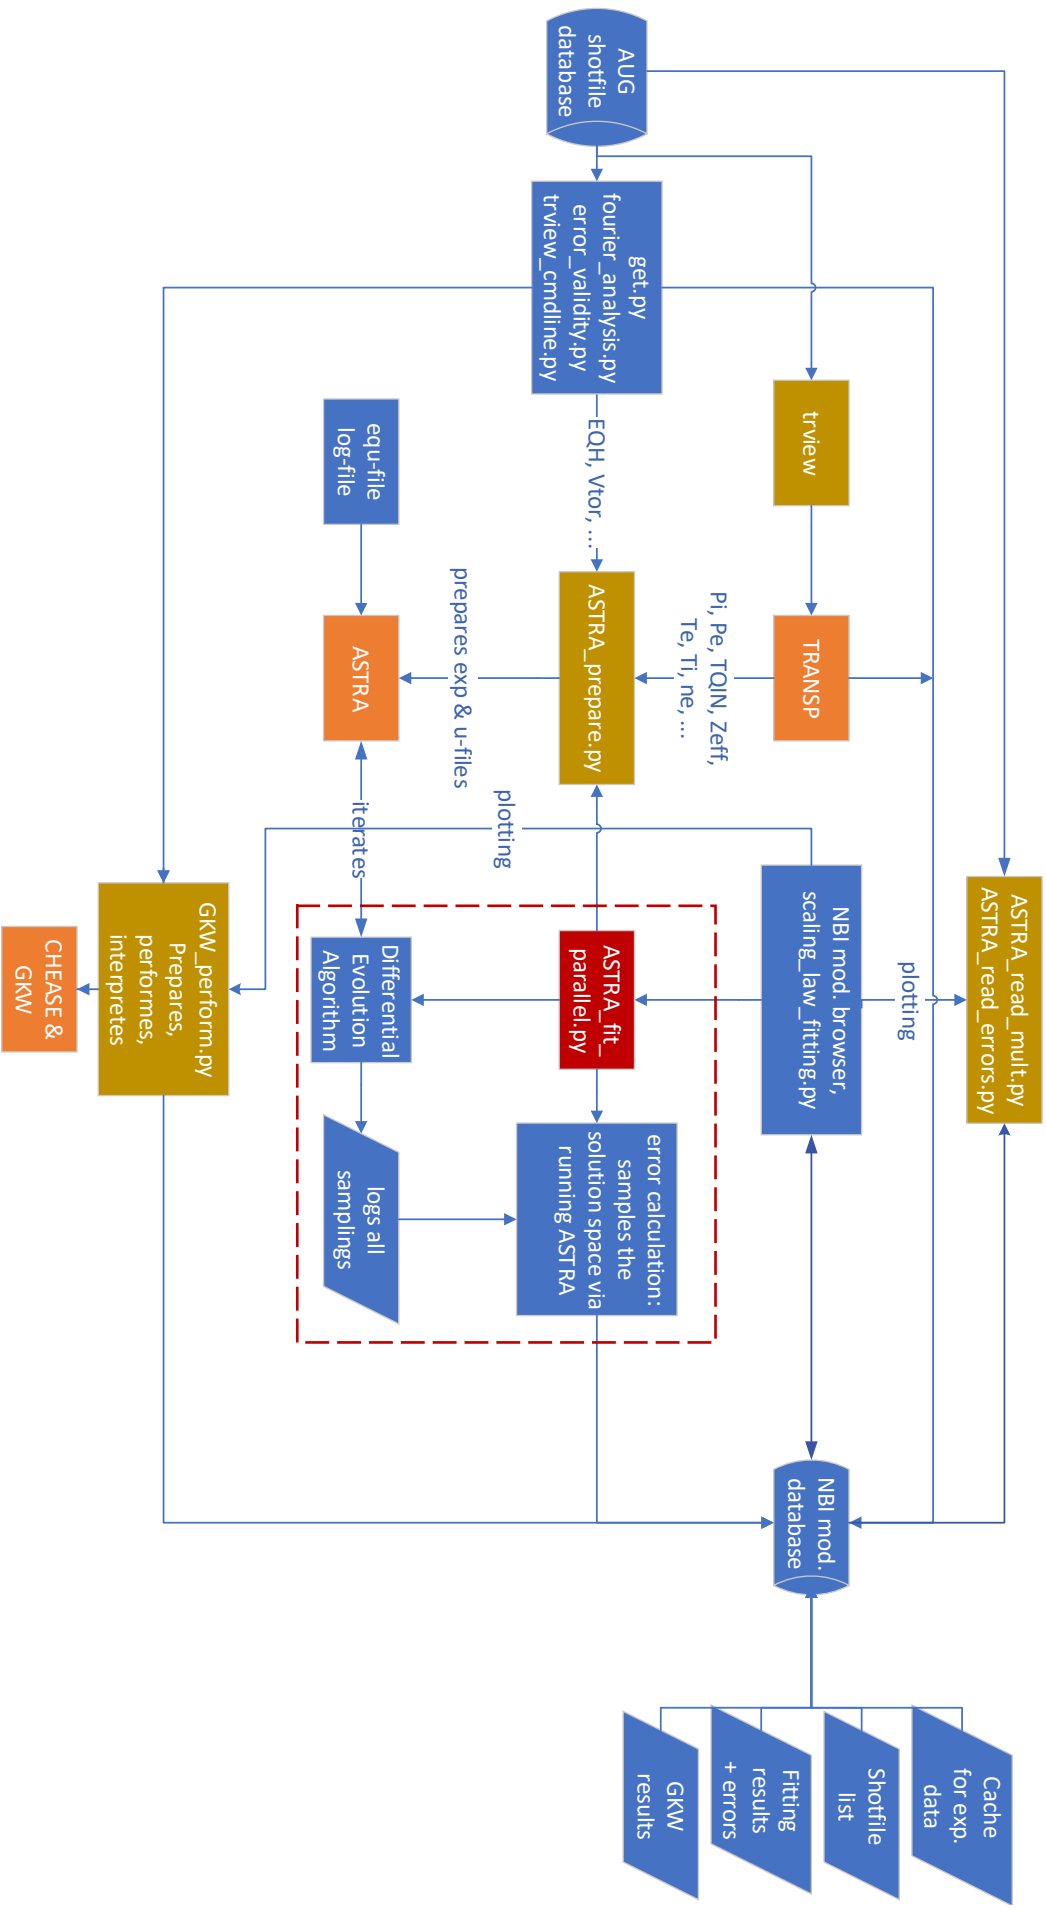 AUG
shotfile
database
get.py
fourier_analysis.py
error_validity.py
trview_cmdline.py
trview
TRANSP
equ-file
log-file
EQH, Vtor, …
Pi, Pe, TQIN, Zeff,
Te, Ti, ne, …
ASTRA_prepare.py
prepares exp & u-files
ASTRA
iterates
plotting
plotting
ASTRA_read_mult.py
ASTRA_read_errors.py
NBI mod. browser,
scaling_law_fitting.py
ASTRA_fit_
parallel.py
Differential
Evolution
Algorithm
error calculation:
samples the
solution space via
running ASTRA
logs all
samplings
GKW_perform.py
Prepares,
performes,
interpretes
CHEASE &
GKW
NBI mod.
database
Cache
for exp.
data
Shotfile
list
Fitting
results
+ errors
GKW
results